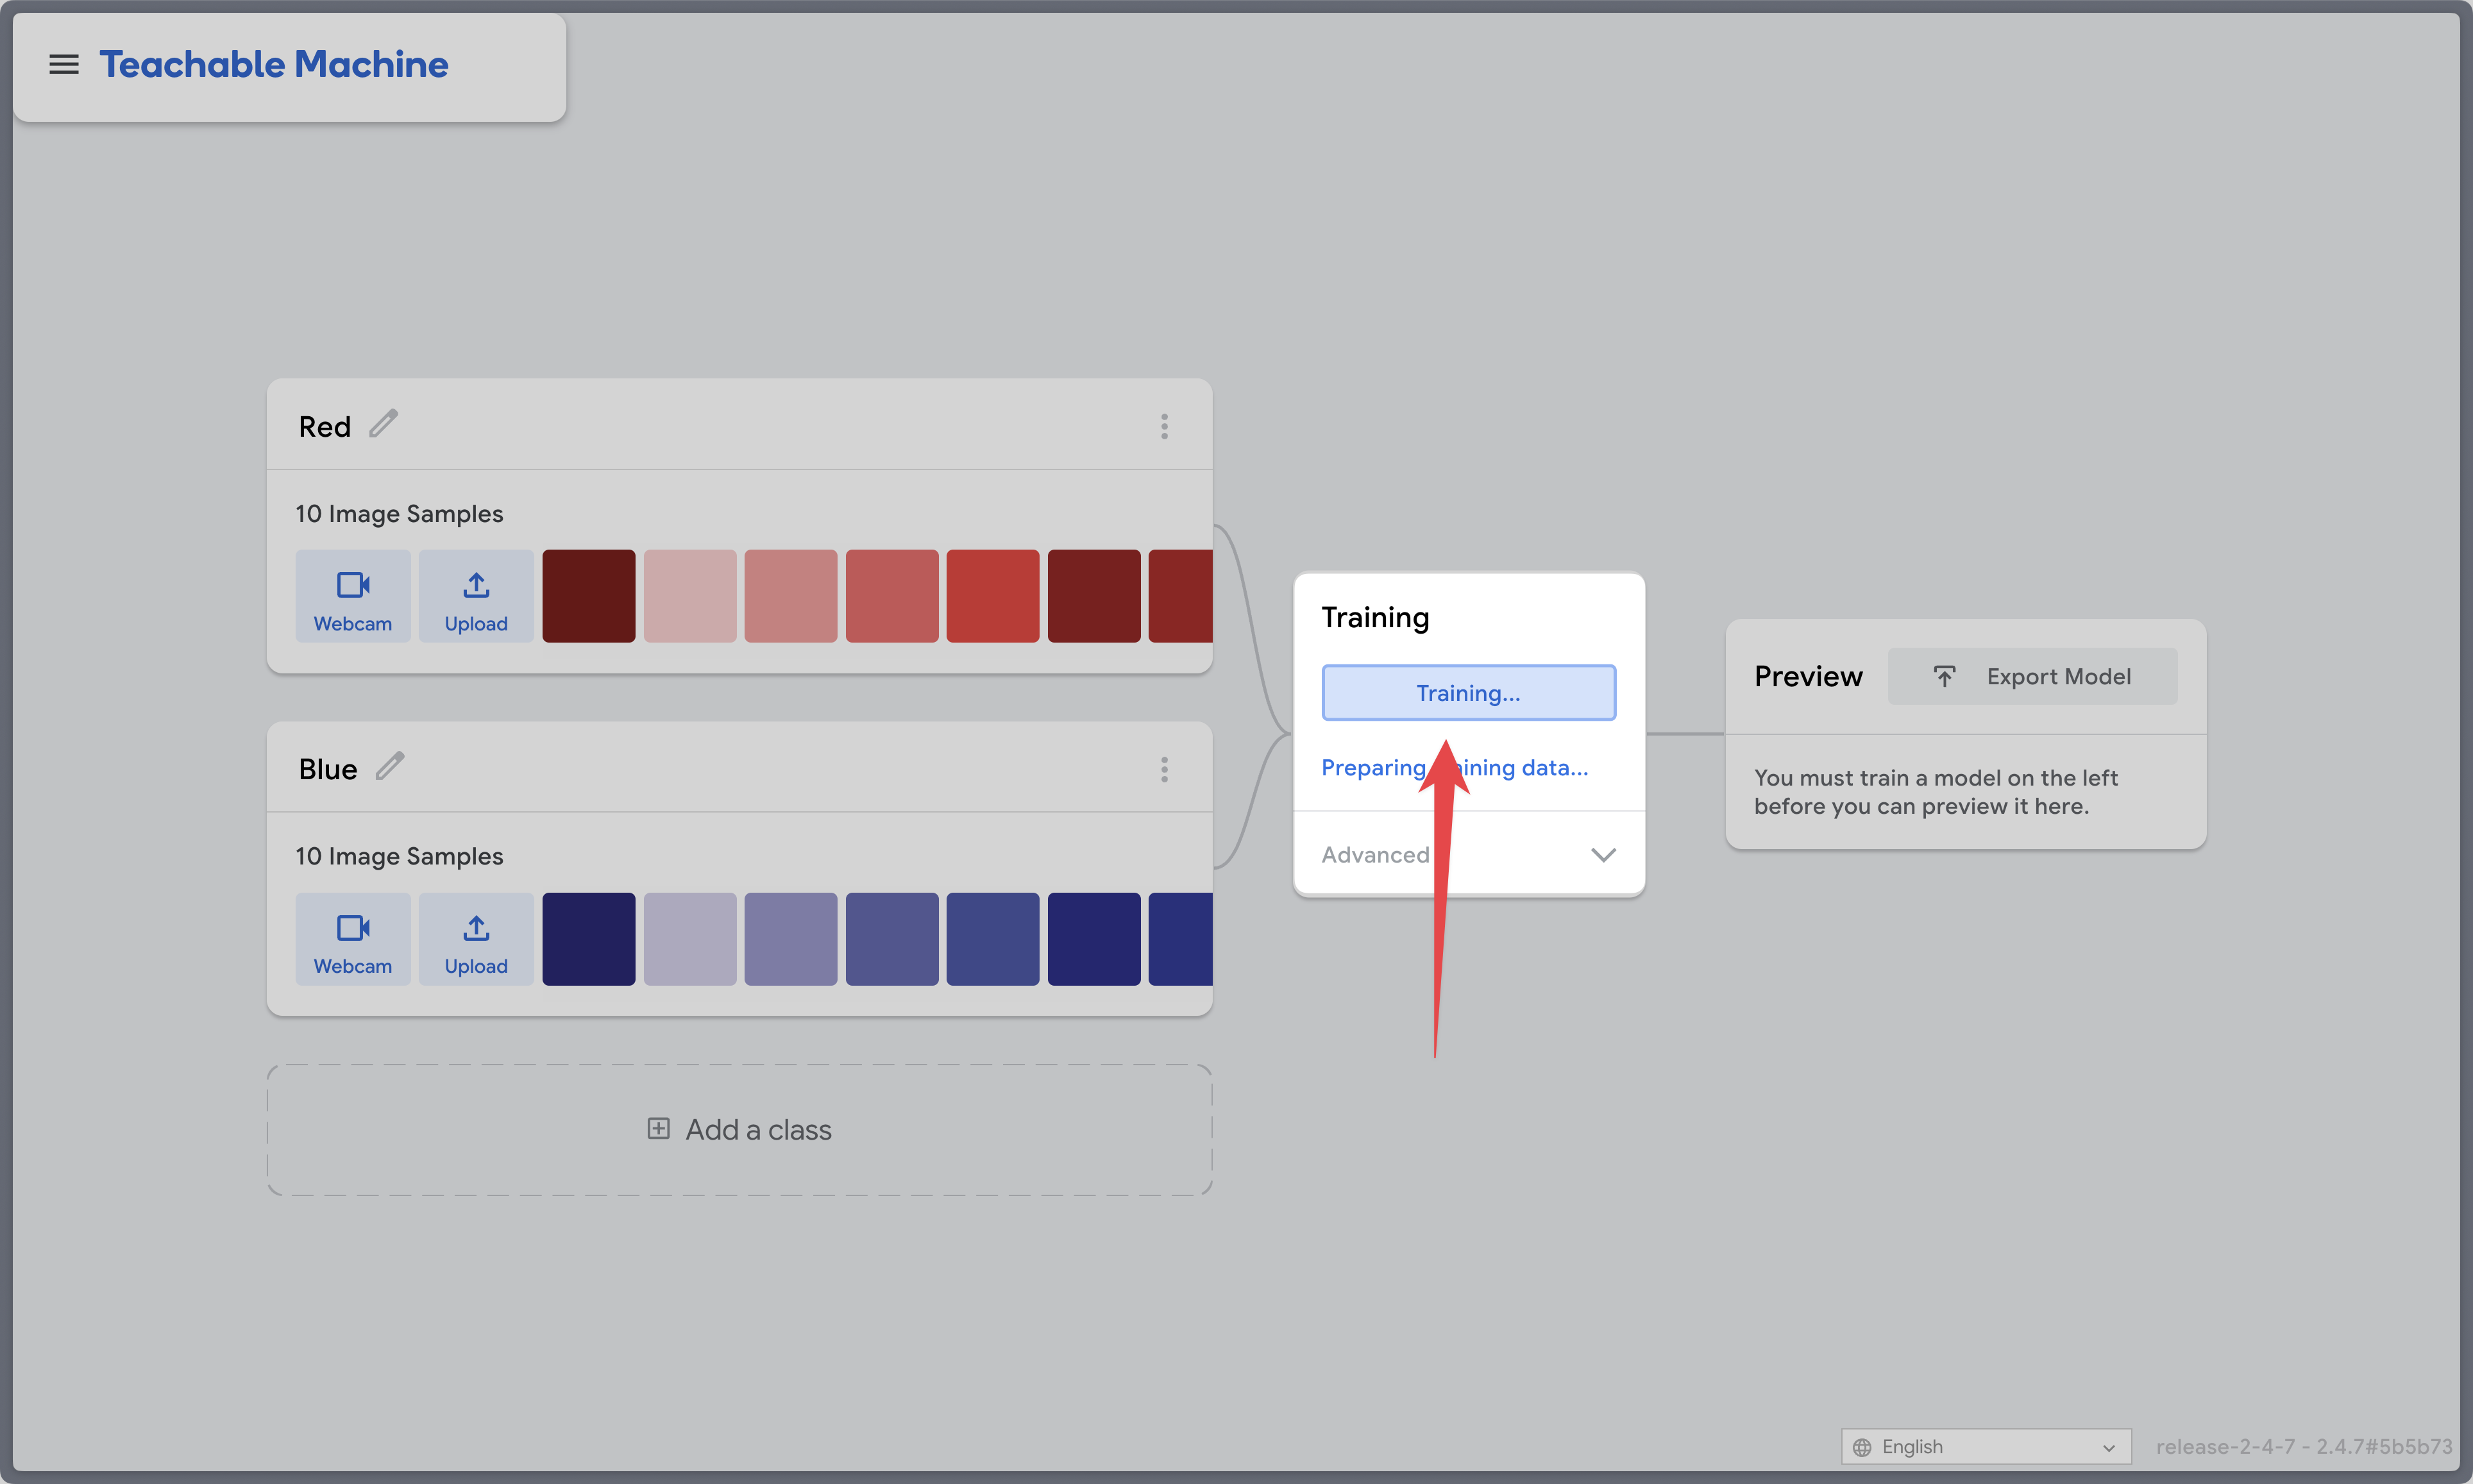 Teachable Machine
Red
10 Image Samples
Webcam
Upload
Blue
10 Image Samples
Webcam
Upload
Add a class
Training
Training...
Preparing training data...
Advanced
Preview
Export Model
You must train a model on the left
before you can preview it here.
English
release-2-4-7 - 2.4.7#5b5b73